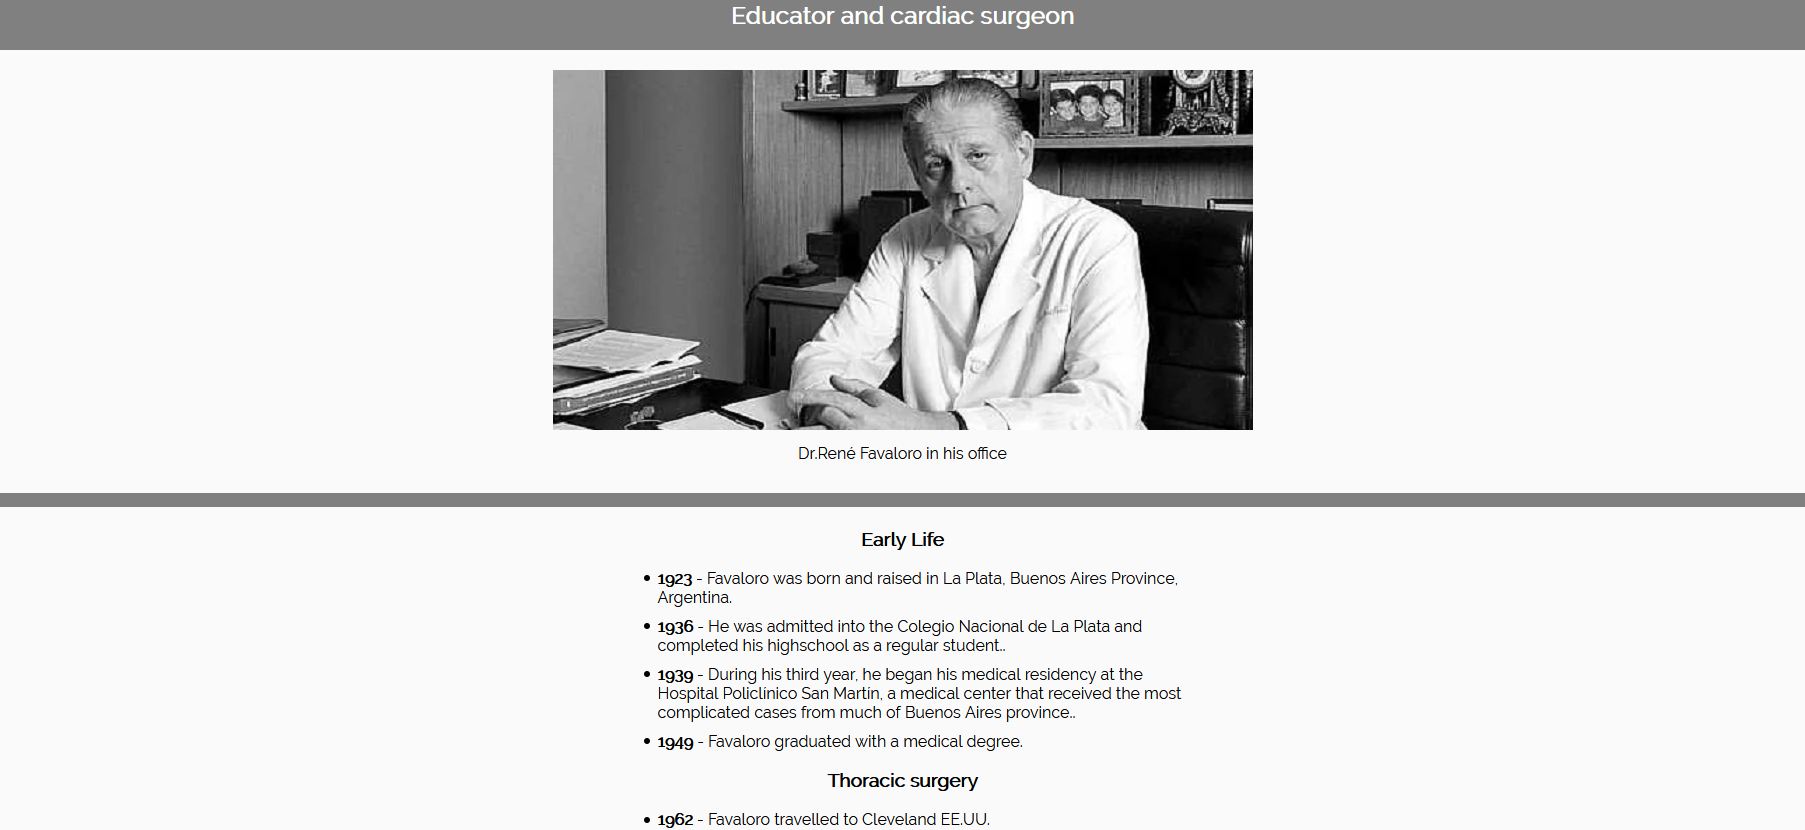 Educator and cardiac surgeon
Dr.René Favaloro in his office
Early Life
1923 - Favaloro was born and raised in La Plata, Buenos Aires Province,
Argentina.
1936 - He was admitted into the Colegio Nacional de La Plata and
completed his highschool as a regular student..
1939 - During his third year, he began his medical residency at the
Hospital Policlínico San Martín, a medical center that received the most
complicated cases from much of Buenos Aires province..
1949 - Favaloro graduated with a medical degree.
Thoracic surgery
1962 - Favaloro travelled to Cleveland EE.UU.